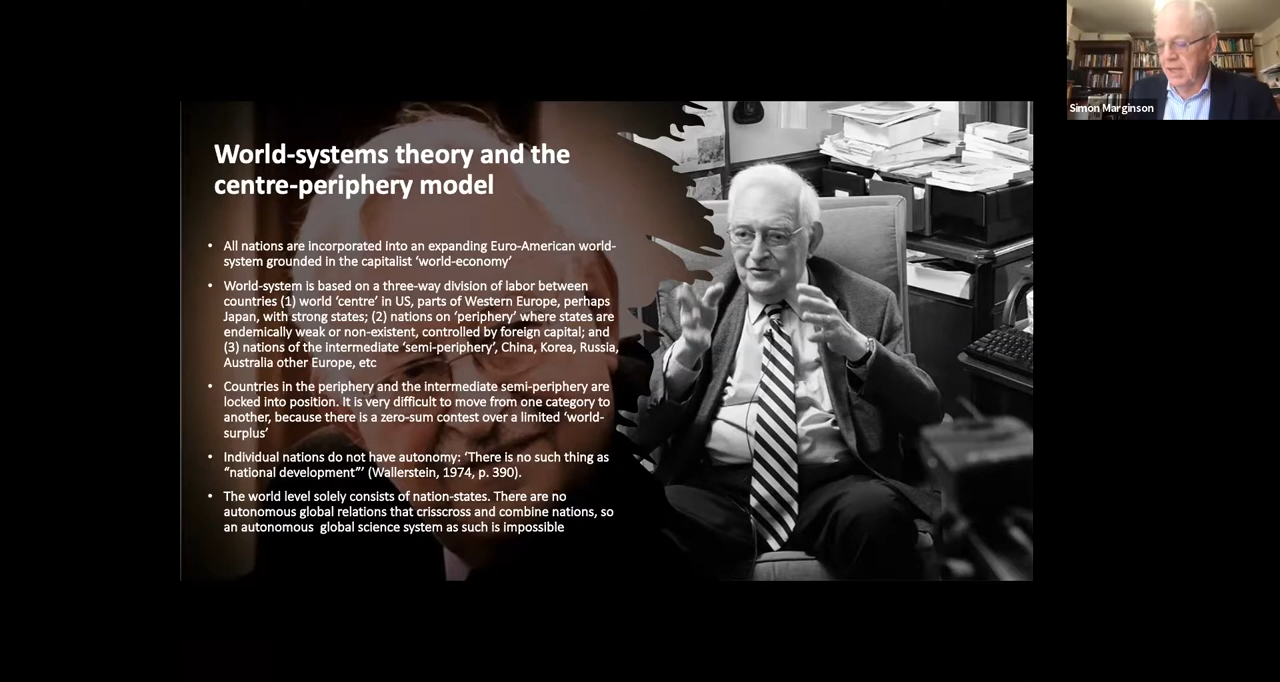 World-systems theory and the
centre-periphery model
• All nations are incorporated into an expanding Euro-American world-
system grounded in the capitalist ‘world-economy’
• World-system is based on a three-way division of labor between
countries (1) world ‘centre’ in US, parts of Western Europe, perhaps
Japan, with strong states; (2) nations on ‘periphery’ where states are
endemically weak or non-existent, controlled by foreign capital; and
(3) nations of the intermediate ‘semi-periphery’, China, Korea, Russia,
Australia other Europe, etc
• Countries in the periphery and the intermediate semi-periphery are
locked into position. It is very difficult to move from one category to
another, because there is a zero-sum contest over a limited ‘world-
surplus’
• Individual nations do not have autonomy: ‘There is no such thing as
“national development”’ (Wallerstein, 1974, p. 390).
• The world level solely consists of nation-states. There are no
autonomous global relations that crisscross and combine nations, so
an autonomous  global science system as such is impossible
Simon Marginson